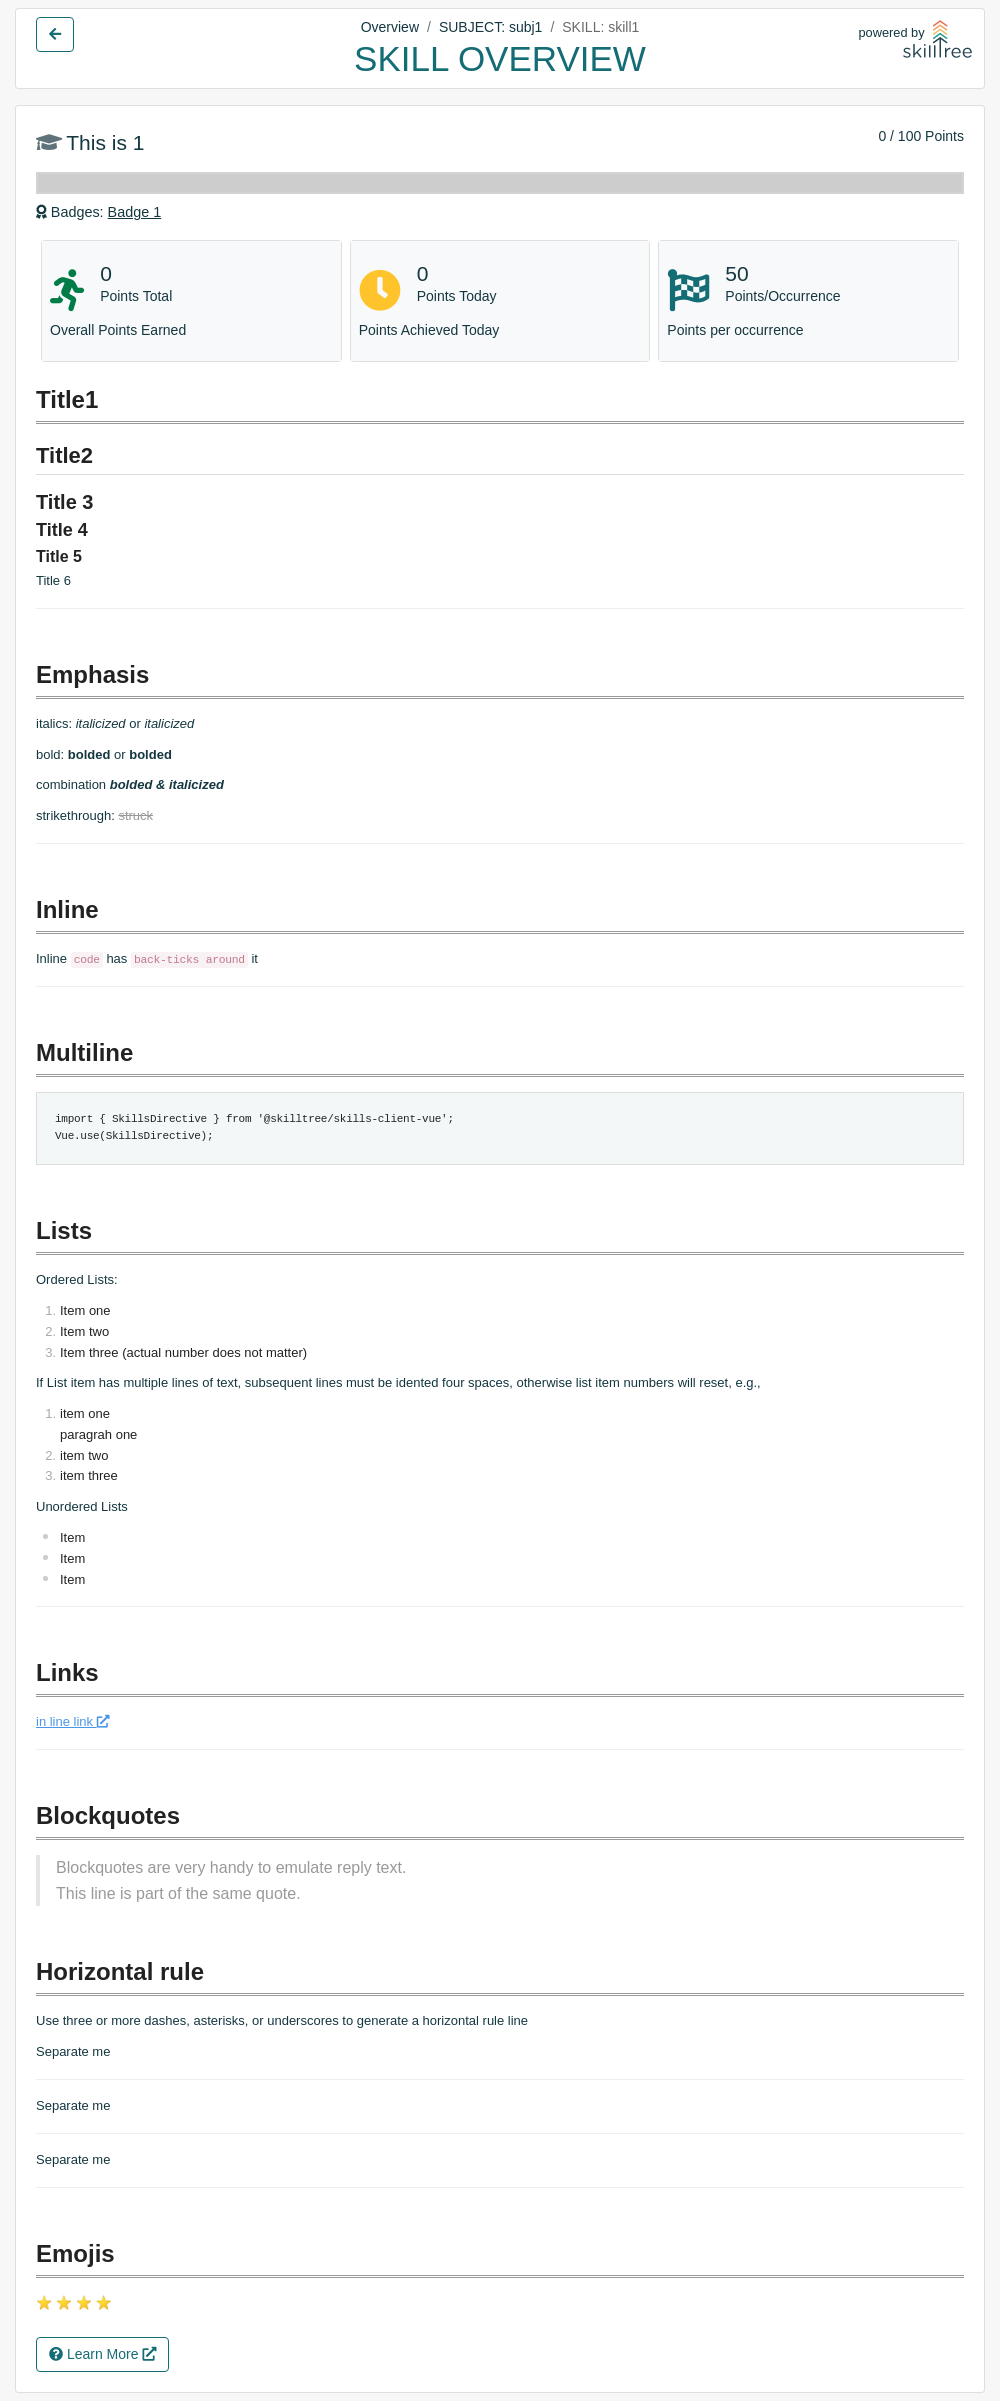 Overview / SUBJECT: subj1 / SKILL: skill1
SKILL OVERVIEW
powered by
skilltree
This is 1
0 / 100 Points
Badges: Badge 1
0
Points Total
Overall Points Earned
0
Points Today
Points Achieved Today
50
Points/Occurrence
Points per occurrence
Title1
Title2
Title 3
Title 4
Title 5
Title 6
Emphasis
italics: italicized or italicized
bold: bolded or bolded
combination bolded & italicized
strikethrough: struck
Inline
Inline code has back-ticks around it
Multiline
import { SkillsDirective } from '@skilltree/skills-client-vue';
Vue.use(SkillsDirective);
Lists
Ordered Lists:
1. Item one
2. Item two
3. Item three (actual number does not matter)
If List item has multiple lines of text, subsequent lines must be idented four spaces, otherwise list item numbers will reset, e.g.,
1. item one
paragrah one
2. item two
3. item three
Unordered Lists
Item
Item
Item
Links
in line link
Blockquotes
Blockquotes are very handy to emulate reply text.
This line is part of the same quote.
Horizontal rule
Use three or more dashes, asterisks, or underscores to generate a horizontal rule line
Separate me
Separate me
Separate me
Emojis
⭐ ⭐ ⭐ ⭐
Learn More